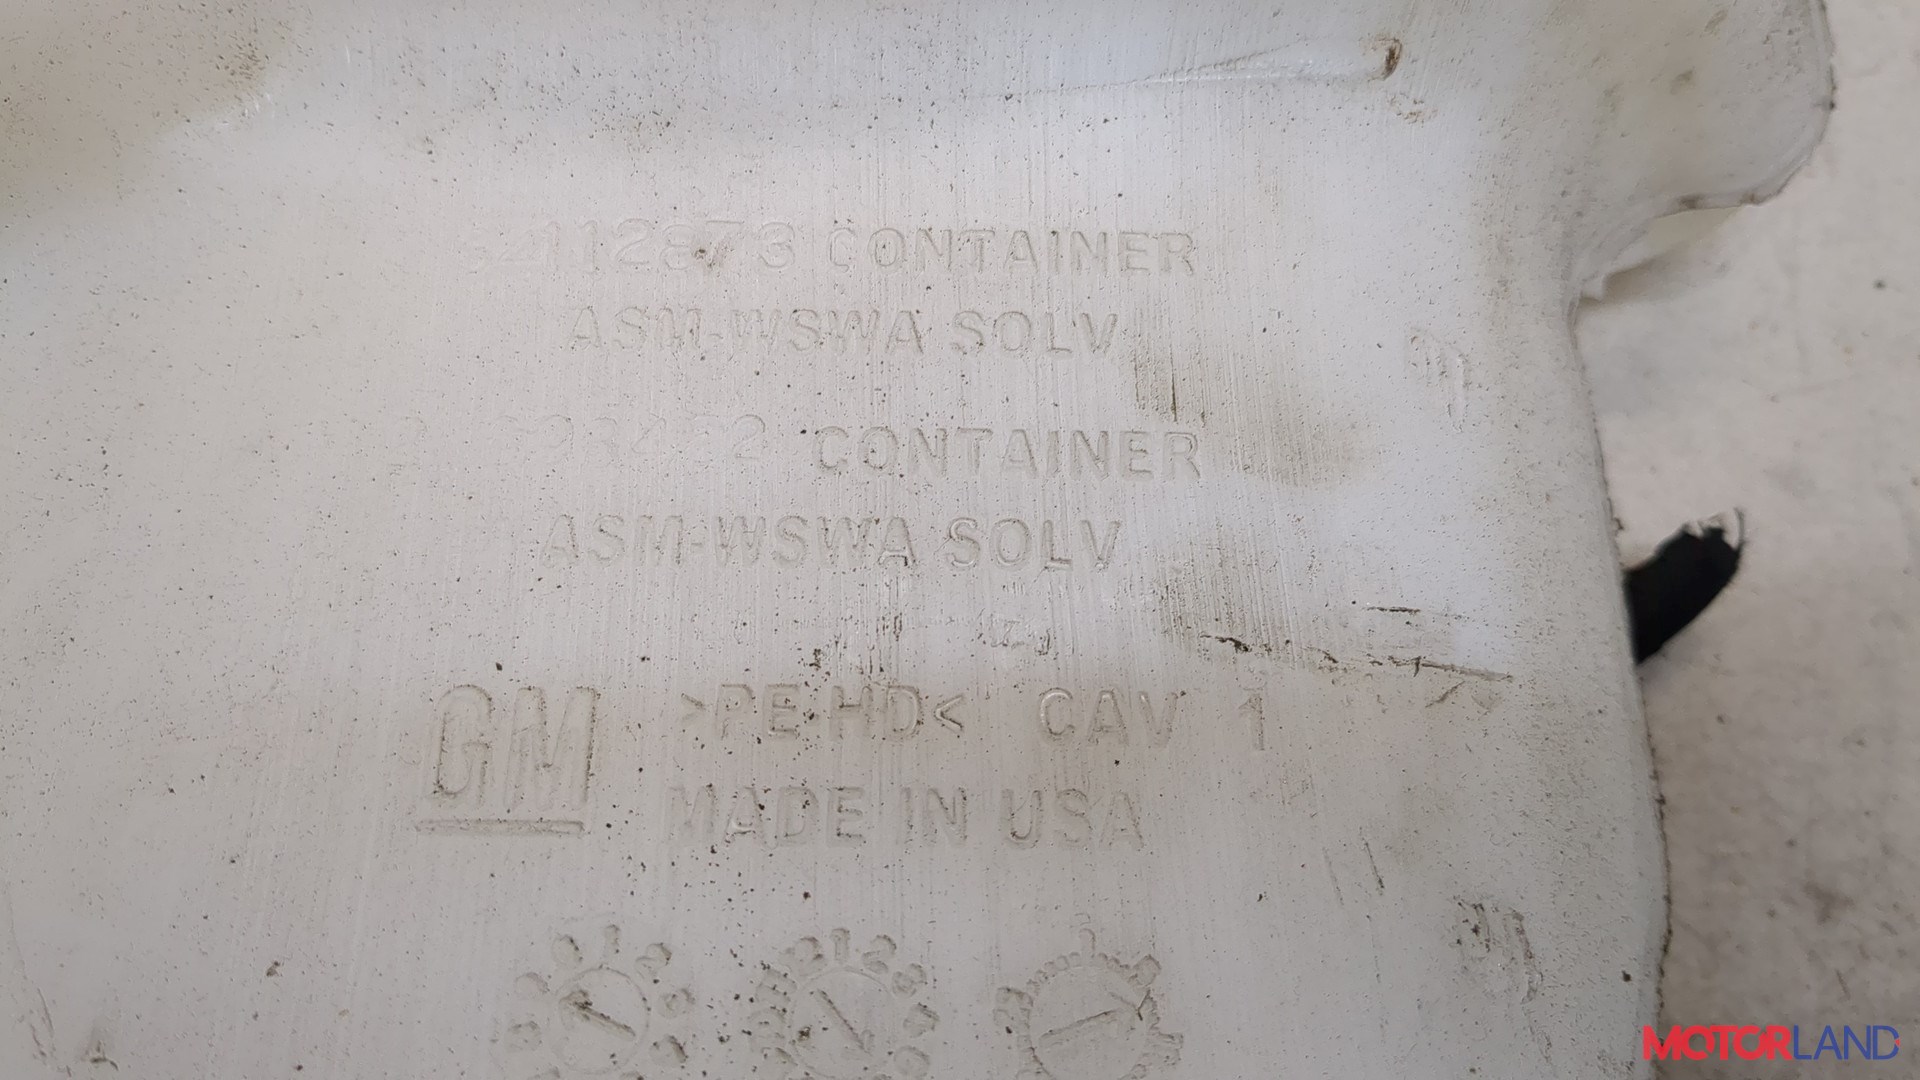 CONTAINER
ASM-WSWA SOLV
CONTAINER
ASM-WSWA SOLV
GM >PE-HD< CAV 1
MADE IN USA
MOTORLAND